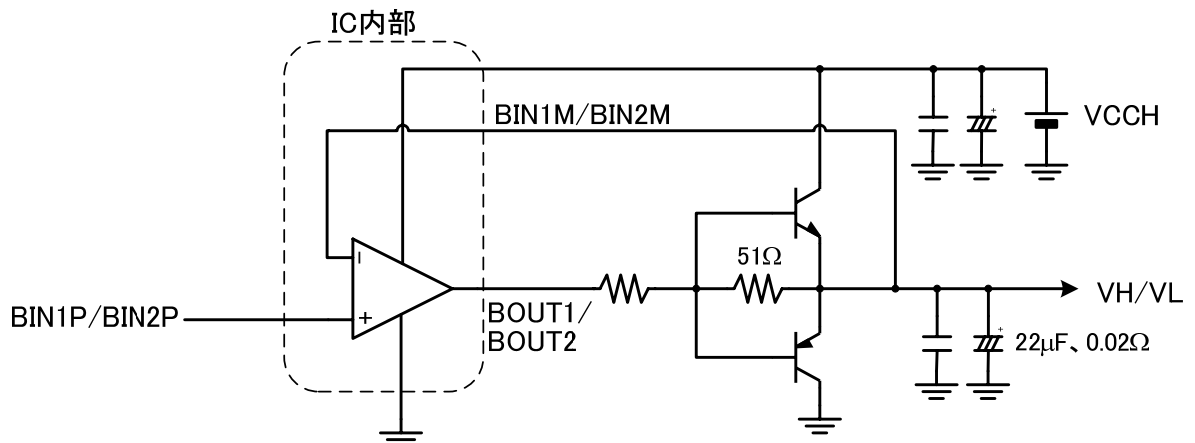 IC内部
BIN1M/BIN2M
VCCH
51Ω
BIN1P/BIN2P
BOUT1/
BOUT2
VH/VL
22μF、0.02Ω